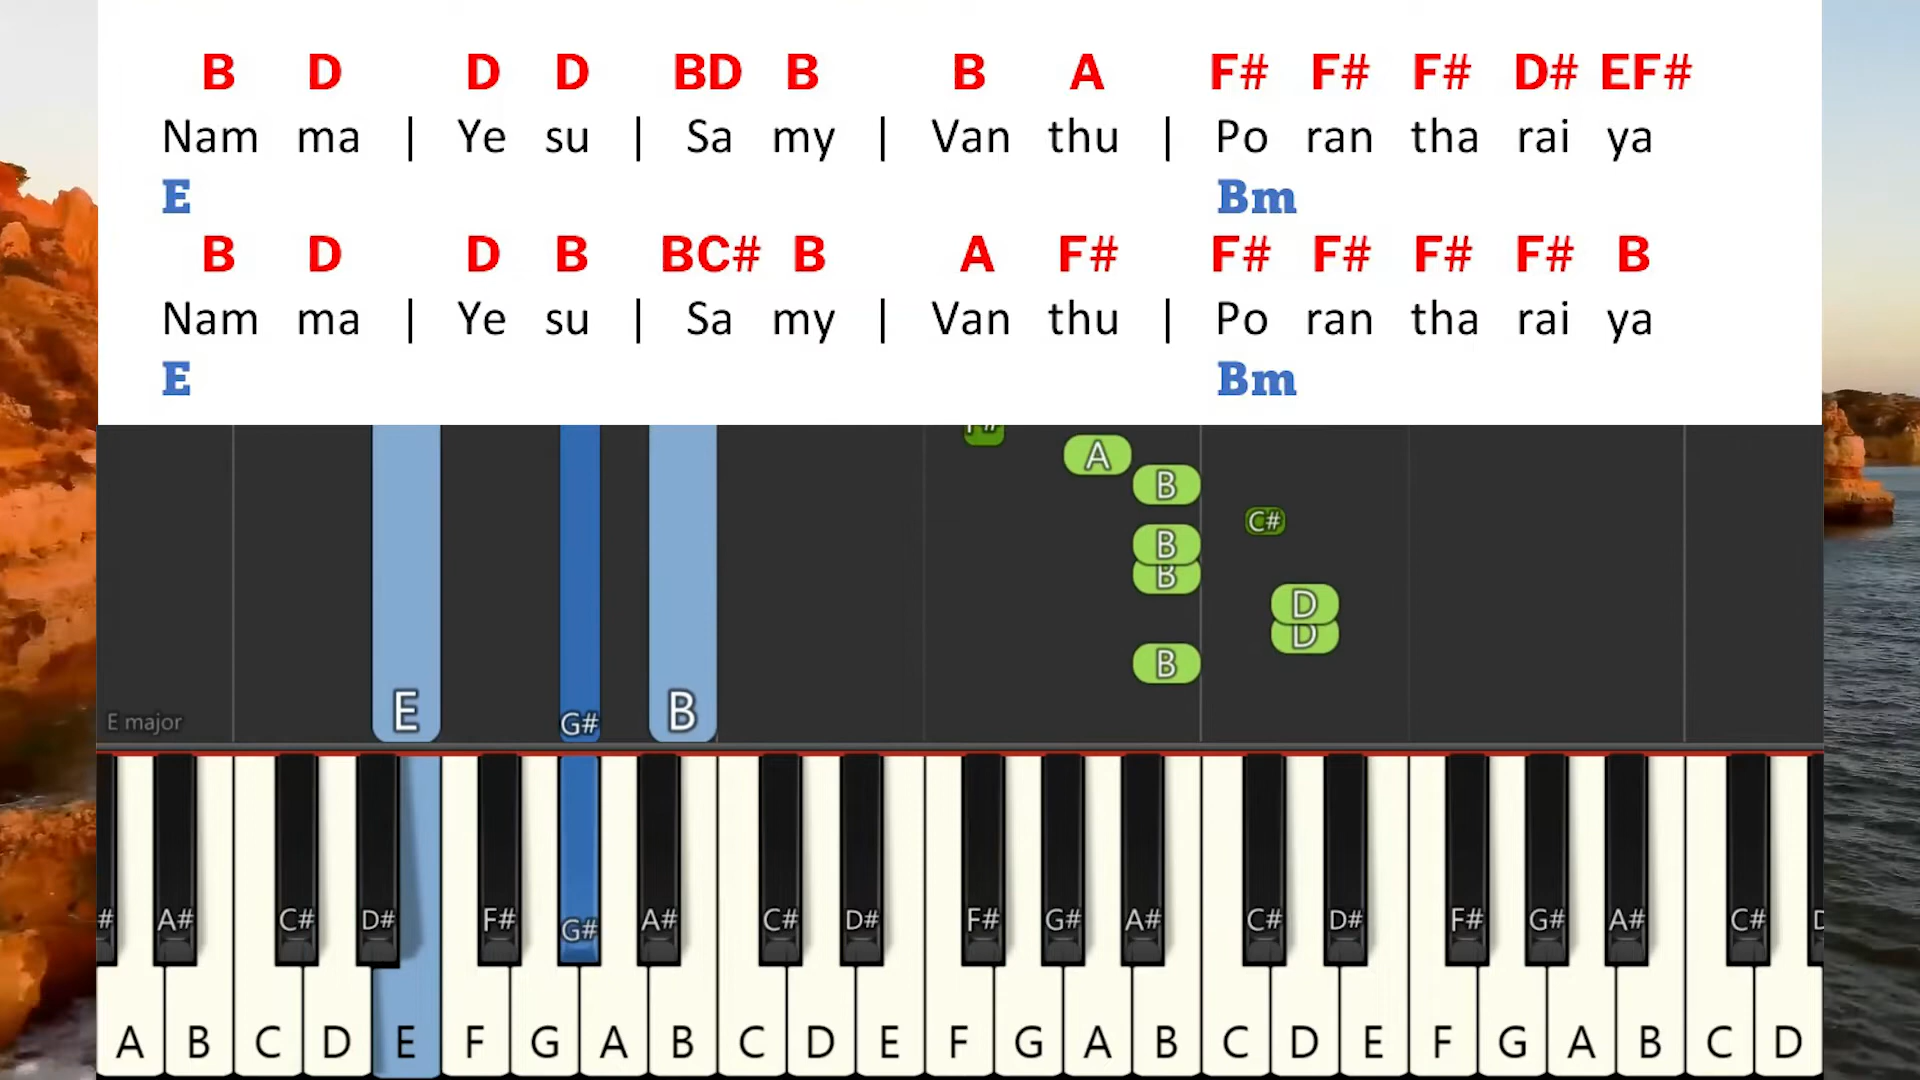 B D D D BD B B A F# F# F# D# EF#
Nam ma | Ye su | Sa my | Van thu | Po ran tha rai ya
E Bm
B D D B BC# B A F# F# F# F# F# B
Nam ma | Ye su | Sa my | Van thu | Po ran tha rai ya
E Bm
F#
A
B
C#
B
B
D
D
B
E G# B
E major
# A# C# D# F# G# A# C# D# F# G# A# C# D# F# G# A# C# D
A B C D E F G A B C D E F G A B C D E F G A B C D